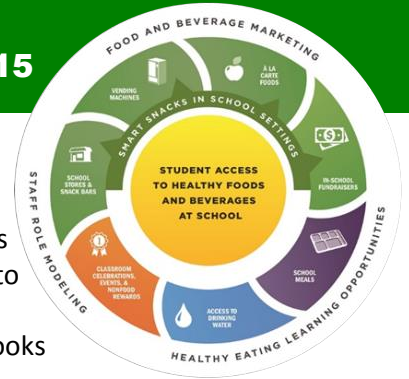 15
FOOD AND BEVERAGE MARKETING
VENDING
MACHINES
À LA
CARTE
FOODS
SMART SNACKS IN SCHOOL SETTINGS
SCHOOL
STORES &
SNACK BARS
IN-SCHOOL
FUNDRAISERS
STUDENT ACCESS
TO HEALTHY FOODS
AND BEVERAGES
AT SCHOOL
STAFF ROLE MODELING
s
to
CLASSROOM
CELEBRATIONS,
EVENTS, &
NONFOOD
REWARDS
SCHOOL
MEALS
ACCESS TO
DRINKING
WATER
HEALTHY EATING LEARNING OPPORTUNITIES
ooks